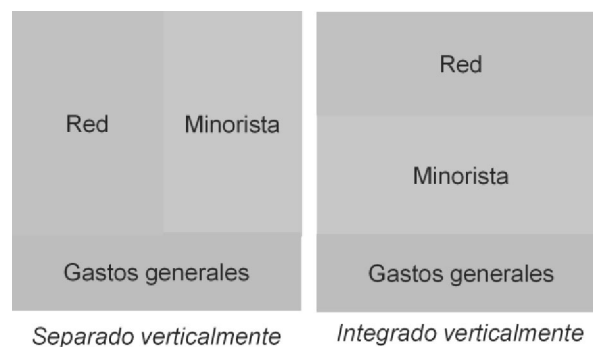 Red
Minorista
Gastos generales
Separado verticalmente
Red
Minorista
Gastos generales
Integrado verticalmente